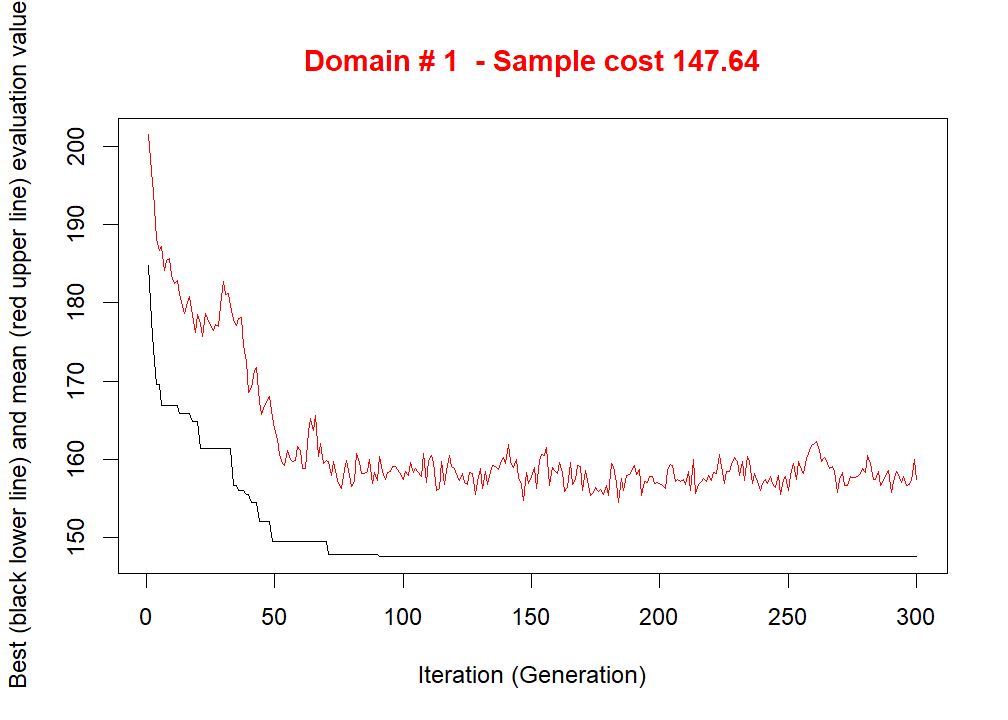 Domain # 1  - Sample cost 147.64
Best (black lower line) and mean (red upper line) evaluation value
200
190
180
170
160
150
0 50 100 150 200 250 300
Iteration (Generation)